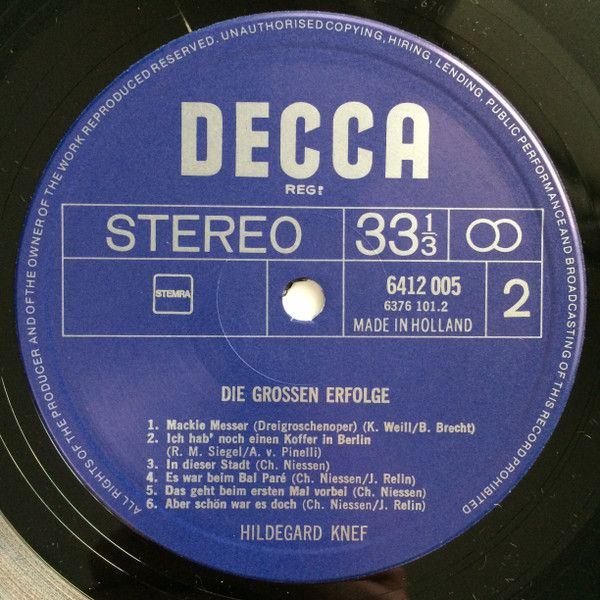 ALL RIGHTS OF THE PRODUCER AND OF THE OWNER OF THE WORK REPRODUCED RESERVED. UNAUTHORISED COPYING, HIRING, LENDING, PUBLIC PERFORMANCE AND BROADCASTING OF THIS RECORD PROHIBITED
DECCA
REG!
STEREO 33 1/3
STEMRA
6412 005
6376 101.2
MADE IN HOLLAND
2
DIE GROSSEN ERFOLGE
1. Mackie Messer (Dreigroschenoper) (K. Weill/B. Brecht)
2. Ich hab' noch einen Koffer in Berlin
(R. M. Siegel/A. v. Pinelli)
3. In dieser Stadt (Ch. Niessen)
4. Es war beim Bal Paré (Ch. Niessen/J. Relin)
5. Das geht beim ersten Mal vorbei (Ch. Niessen)
6. Aber schön war es doch (Ch. Niessen/J. Relin)
HILDEGARD KNEF